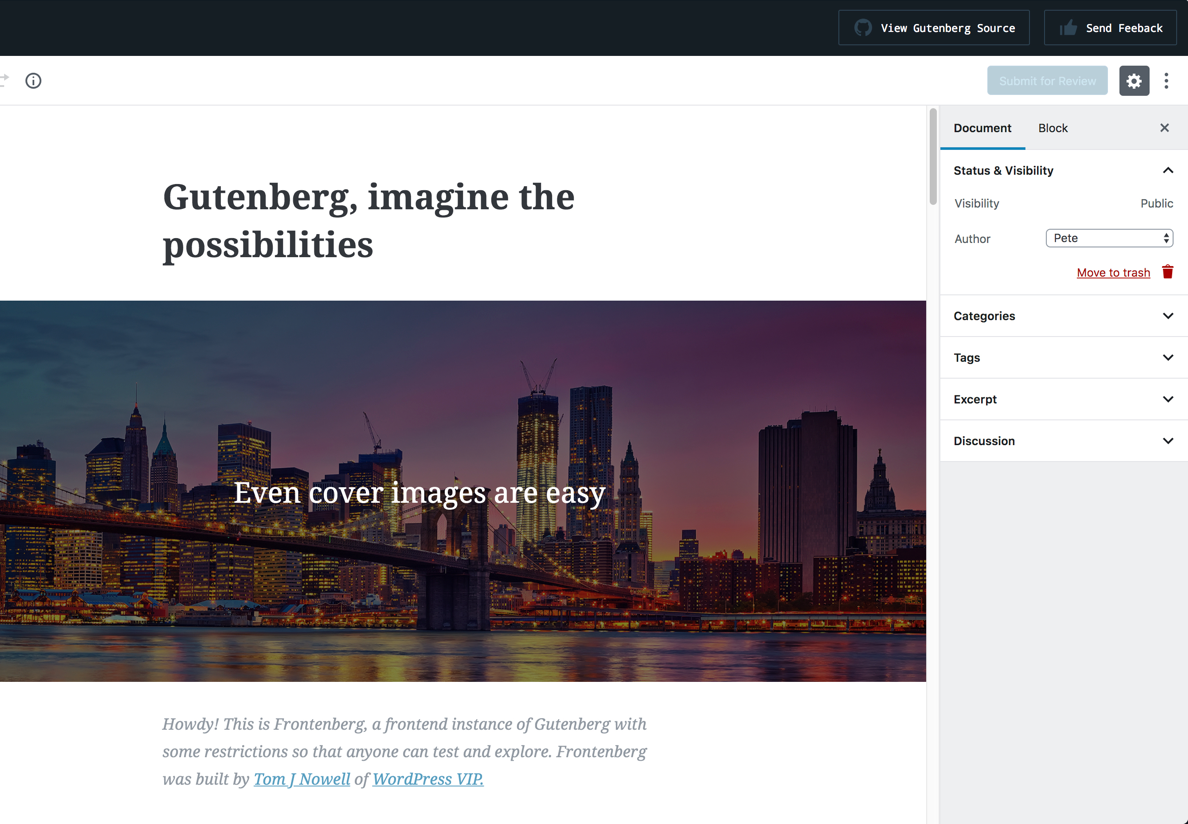 View Gutenberg Source
Send Feeback
Submit for Review
Document
Block
Status & Visibility
Visibility
Public
Author
Pete
Move to trash
Categories
Tags
Excerpt
Discussion
Gutenberg, imagine the
possibilities
Even cover images are easy
Howdy! This is Frontenberg, a frontend instance of Gutenberg with
some restrictions so that anyone can test and explore. Frontenberg
was built by Tom J Nowell of WordPress VIP.